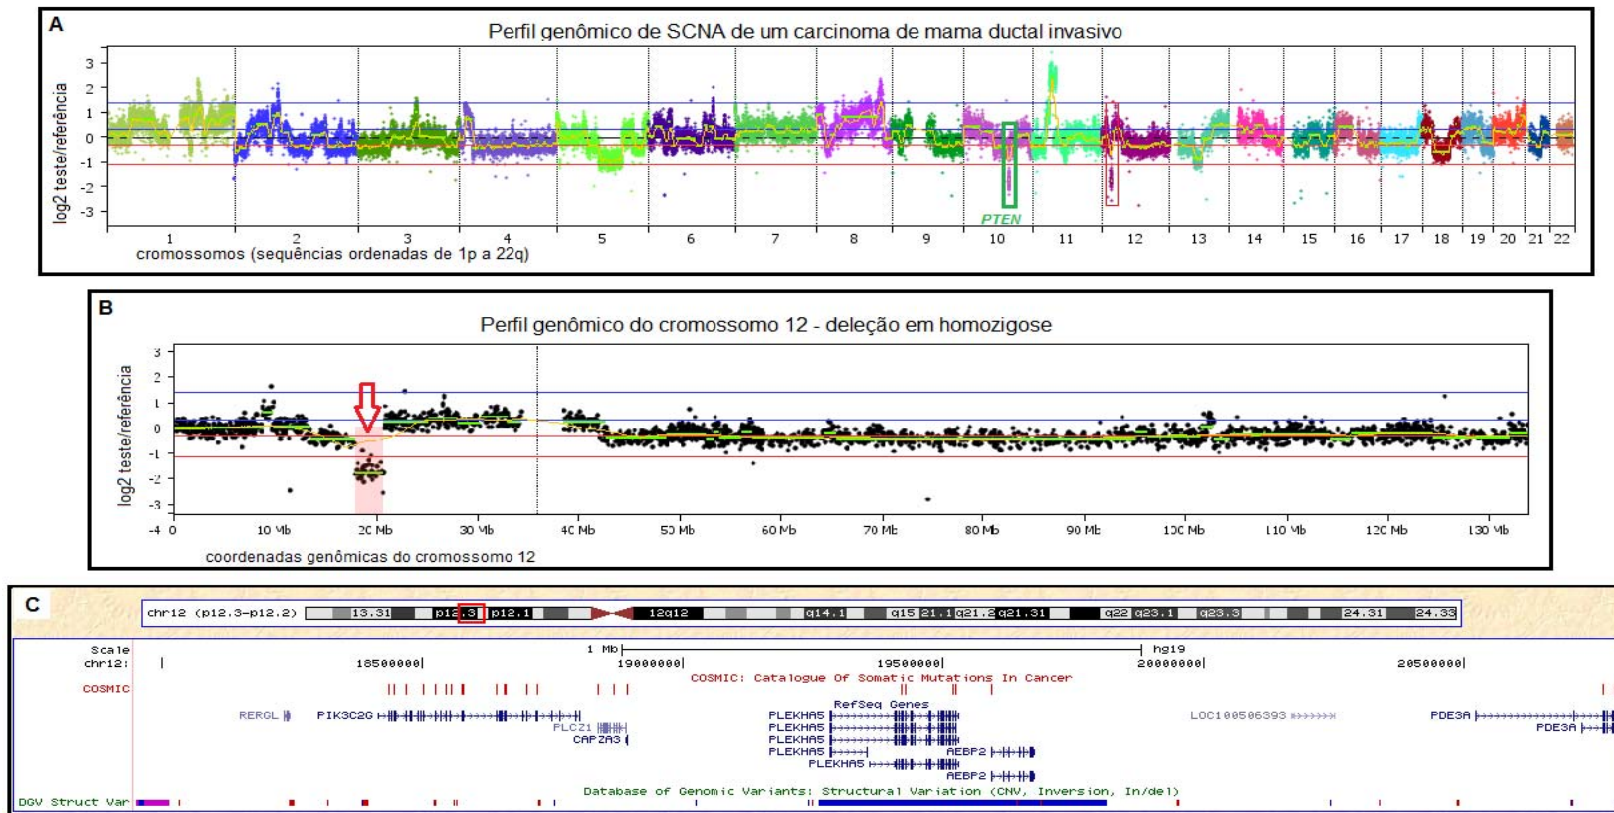 A
Perfil genômico de SCNA de um carcinoma de mama ductal invasivo
log2 teste/referência
3
2
1
0
-1
-2
-3
PTEN
1 2 3 4 5 6 7 8 9 10 11 12 13 14 15 16 17 18 19 20 21 22
cromossomos (sequências ordenadas de 1p a 22q)
B
Perfil genômico do cromossomo 12 - deleção em homozigose
log2 teste/referência
3
2
1
0
-1
-2
-3
-4 0 10 Mb 20 Mb 30 Mb 40 Mb 50 Mb 60 Mb 70 Mb 80 Mb 90 Mb 100 Mb 110 Mb 120 Mb 130 Mb
coordenadas genômicas do cromossomo 12
C
chr12 (p12.3-p12.2) 13.31 p12.3 p12.1 12q12 q14.1 q15 21.1 q21.2 q21.31 q22 q23.1 q23.3 24.31 24.33
Scale 1 Mb hg19
chr12: 18500000 19000000 19500000 20000000 20500000
COSMIC: Catalogue Of Somatic Mutations In Cancer
COSMIC
RefSeq Genes
RERGL PIK3C2G PLEKHA5 LOC100506393 PDE3A
PLCZ1 PLEKHA5 PDE3A
CAPZA3 PLEKHA5
PLEKHA5 AEBP2
PLEKHA5
AEBP2
Database of Genomic Variants: Structural Variation (CNV, Inversion, In/del)
DGV Struct Var